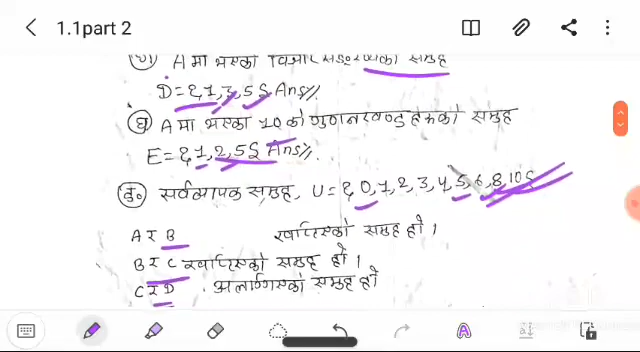 1.1part 2
(ग) A मा भएका बिजोर सङ्ख्याको समूह
D = {1, 3, 5} Ans//
(घ) A मा भएका 10 को गुणनखण्ड हरूको समूह
E = {1, 2, 5} Ans//.
(ङ) सर्वव्यापक समूह, U = { 0, 1, 2, 3, 4, 5, 6, 8, 10 }
A र B खप्टिएको समूह हो ।
B र C खप्टिएको समूह हो ।
C र D अलग्गिएको समूह हो